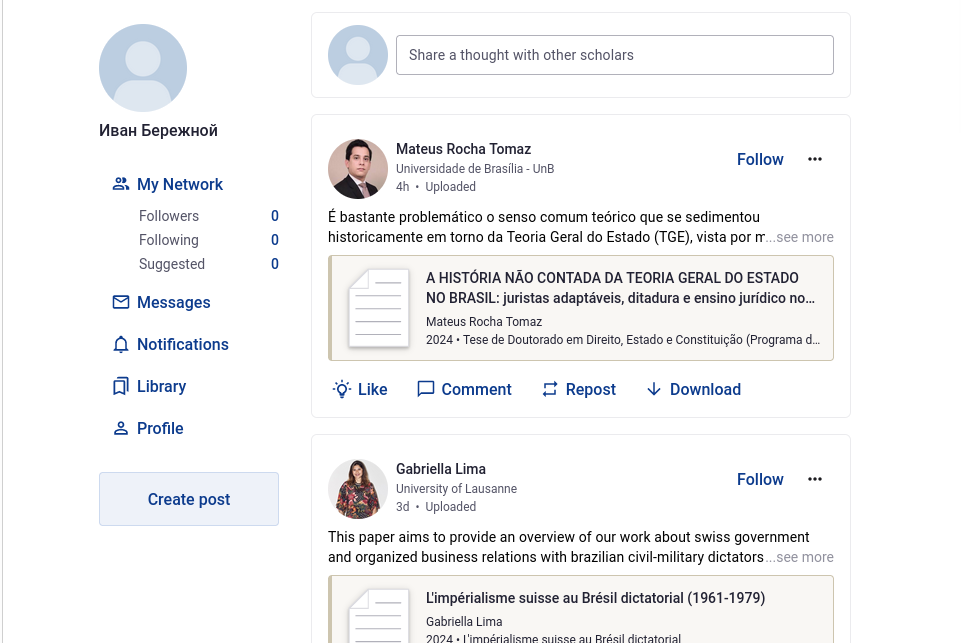 Share a thought with other scholars
Иван Бережной
My Network
Followers 0
Following 0
Suggested 0
Messages
Notifications
Library
Profile
Create post
Mateus Rocha Tomaz
Universidade de Brasília - UnB
4h • Uploaded
Follow
É bastante problemático o senso comum teórico que se sedimentou
historicamente em torno da Teoria Geral do Estado (TGE), vista por m...see more
A HISTÓRIA NÃO CONTADA DA TEORIA GERAL DO ESTADO
NO BRASIL: juristas adaptáveis, ditadura e ensino jurídico no...
Mateus Rocha Tomaz
2024 • Tese de Doutorado em Direito, Estado e Constituição (Programa d...
Like Comment Repost Download
Gabriella Lima
University of Lausanne
3d • Uploaded
Follow
This paper aims to provide an overview of our work about swiss government
and organized business relations with brazilian civil-military dictators...see more
L'impérialisme suisse au Brésil dictatorial (1961-1979)
Gabriella Lima
2024 • L'impérialisme suisse au Brésil dictatorial